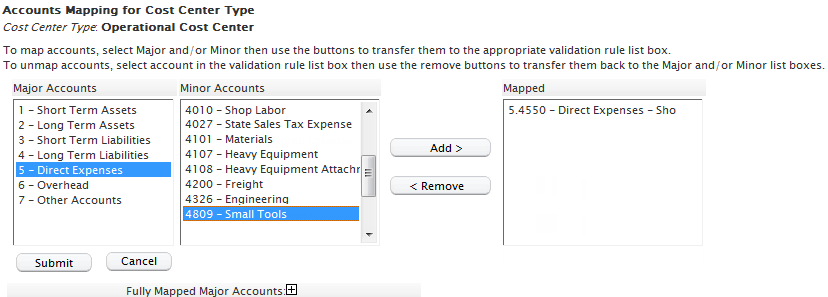 Accounts Mapping for Cost Center Type
Cost Center Type: Operational Cost Center
To map accounts, select Major and/or Minor then use the buttons to transfer them to the appropriate validation rule list box.
To unmap accounts, select account in the validation rule list box then use the remove buttons to transfer them back to the Major and/or Minor list boxes.
Major Accounts
1 - Short Term Assets
2 - Long Term Assets
3 - Short Term Liabilities
4 - Long Term Liabilities
5 - Direct Expenses
6 - Overhead
7 - Other Accounts
Minor Accounts
4010 - Shop Labor
4027 - State Sales Tax Expense
4101 - Materials
4107 - Heavy Equipment
4108 - Heavy Equipment Attachr
4200 - Freight
4326 - Engineering
4809 - Small Tools
Add >
< Remove
Mapped
5.4550 - Direct Expenses - Sho
Submit
Cancel
Fully Mapped Major Accounts: